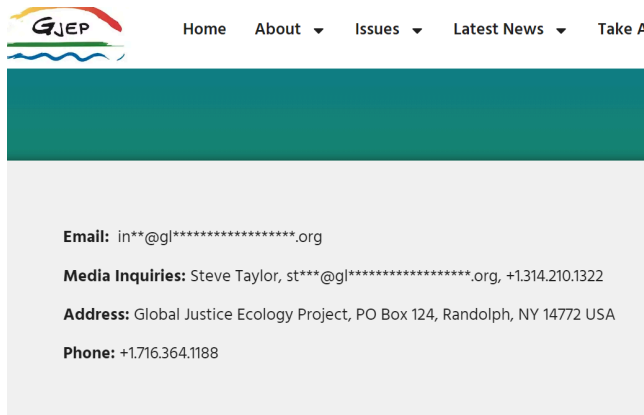 GJEP
Home About Issues Latest News Take A
Email: in**@gl******************.org
Media Inquiries: Steve Taylor, st***@gl******************.org, +1.314.210.1322
Address: Global Justice Ecology Project, PO Box 124, Randolph, NY 14772 USA
Phone: +1.716.364.1188